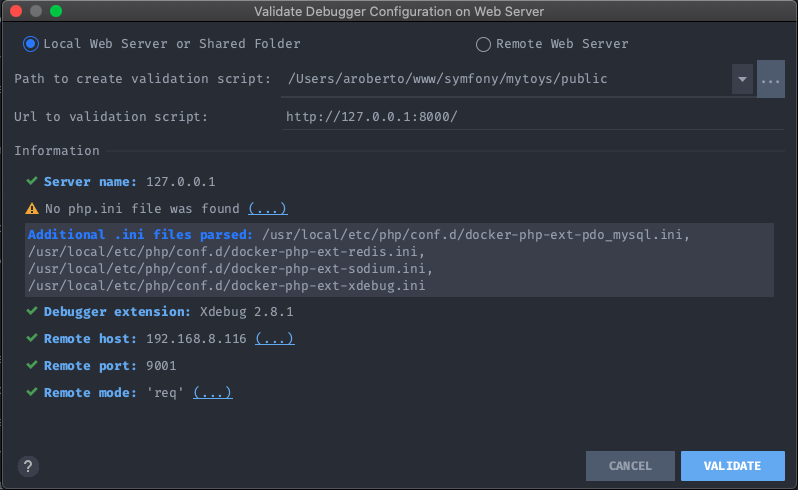 Validate Debugger Configuration on Web Server
Local Web Server or Shared Folder Remote Web Server
Path to create validation script: /Users/aroberto/www/symfony/mytoys/public ...
Url to validation script: http://127.0.0.1:8000/
Information
Server name: 127.0.0.1
No php.ini file was found (...)
Additional .ini files parsed: /usr/local/etc/php/conf.d/docker-php-ext-pdo_mysql.ini,
/usr/local/etc/php/conf.d/docker-php-ext-redis.ini,
/usr/local/etc/php/conf.d/docker-php-ext-sodium.ini,
/usr/local/etc/php/conf.d/docker-php-ext-xdebug.ini
Debugger extension: Xdebug 2.8.1
Remote host: 192.168.8.116 (...)
Remote port: 9001
Remote mode: 'req' (...)
? CANCEL VALIDATE